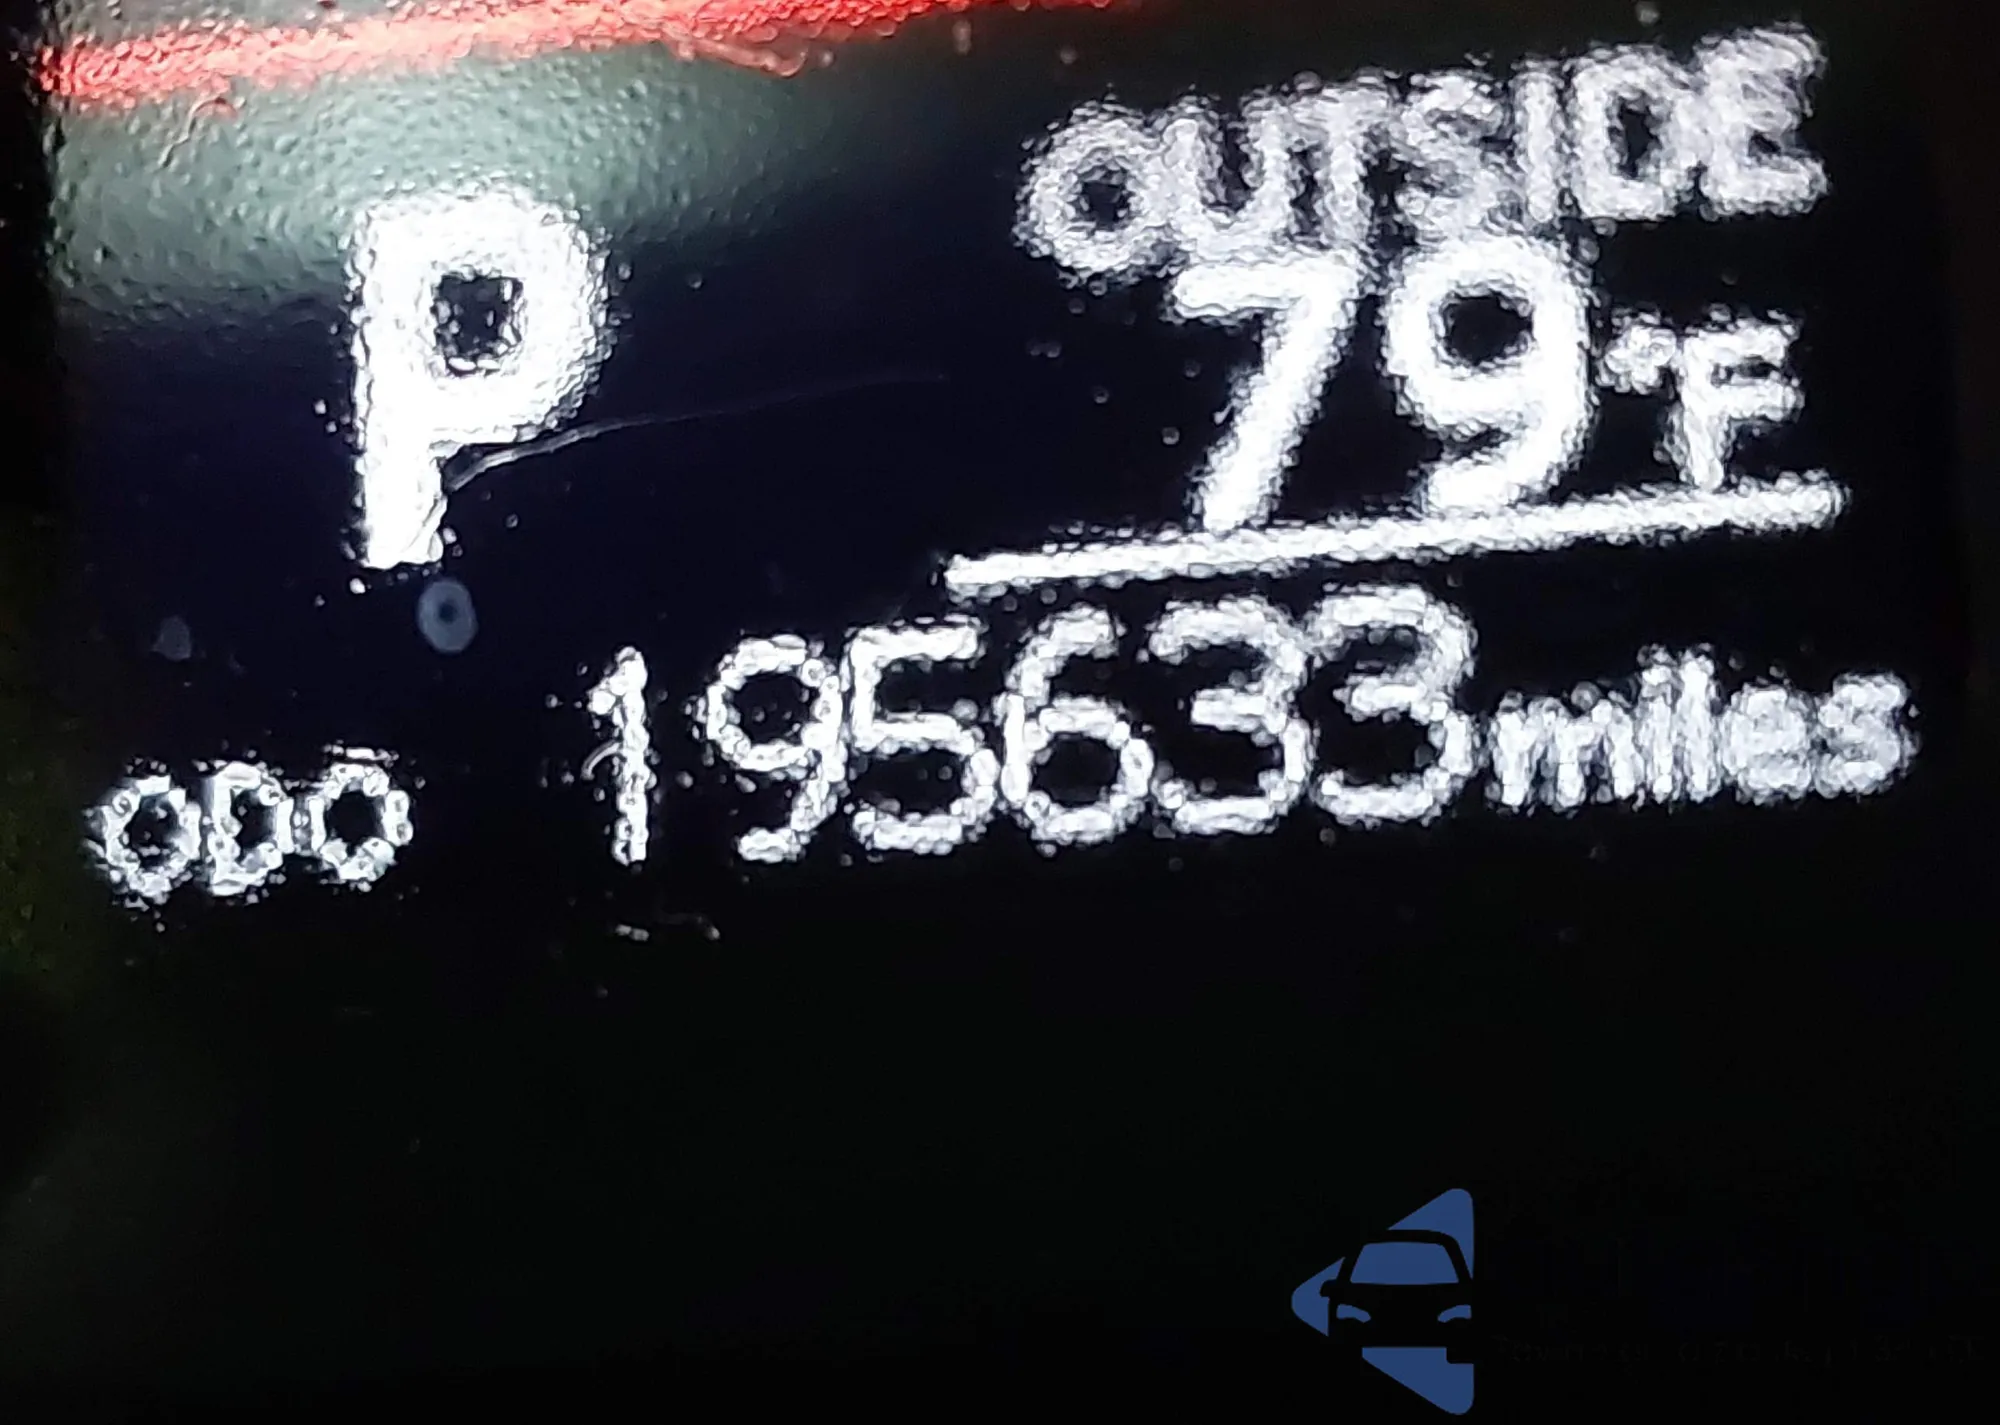 OUTSIDE
P 79°F
ODO 195633 miles